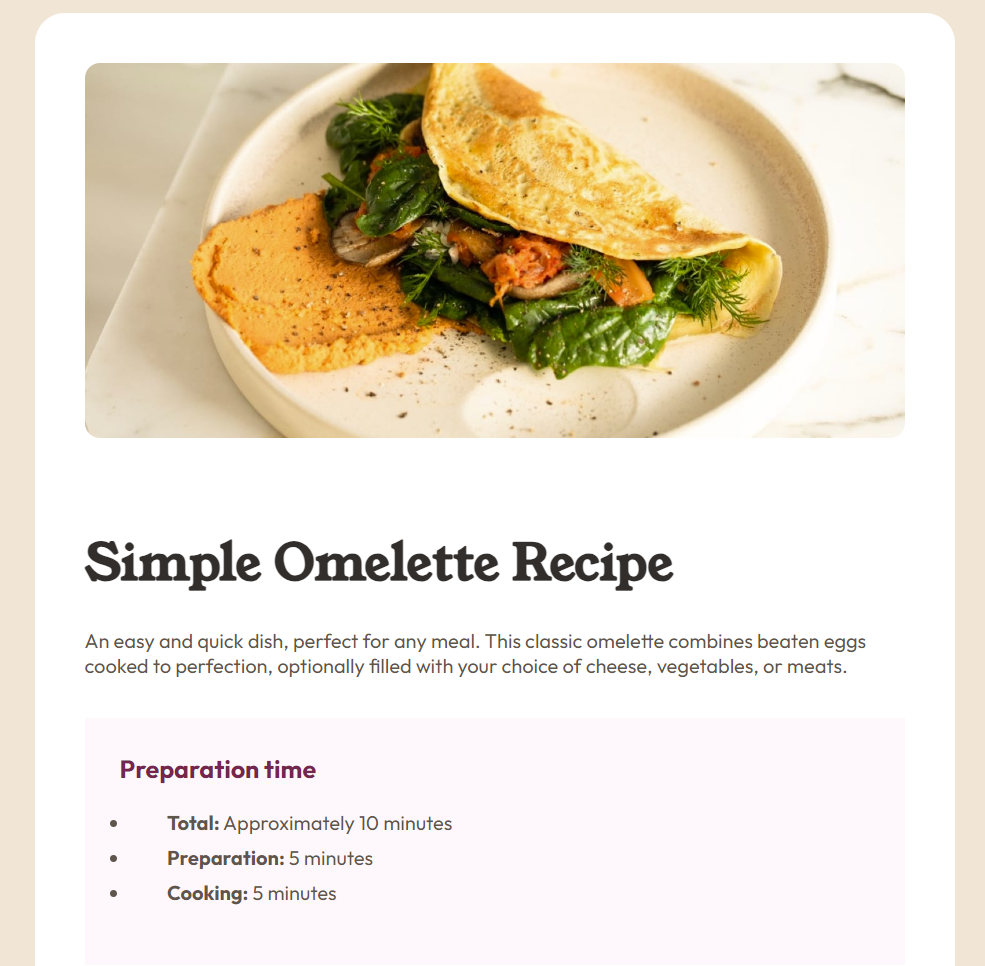 Simple Omelette Recipe
An easy and quick dish, perfect for any meal. This classic omelette combines beaten eggs
cooked to perfection, optionally filled with your choice of cheese, vegetables, or meats.
Preparation time
• Total: Approximately 10 minutes
• Preparation: 5 minutes
• Cooking: 5 minutes